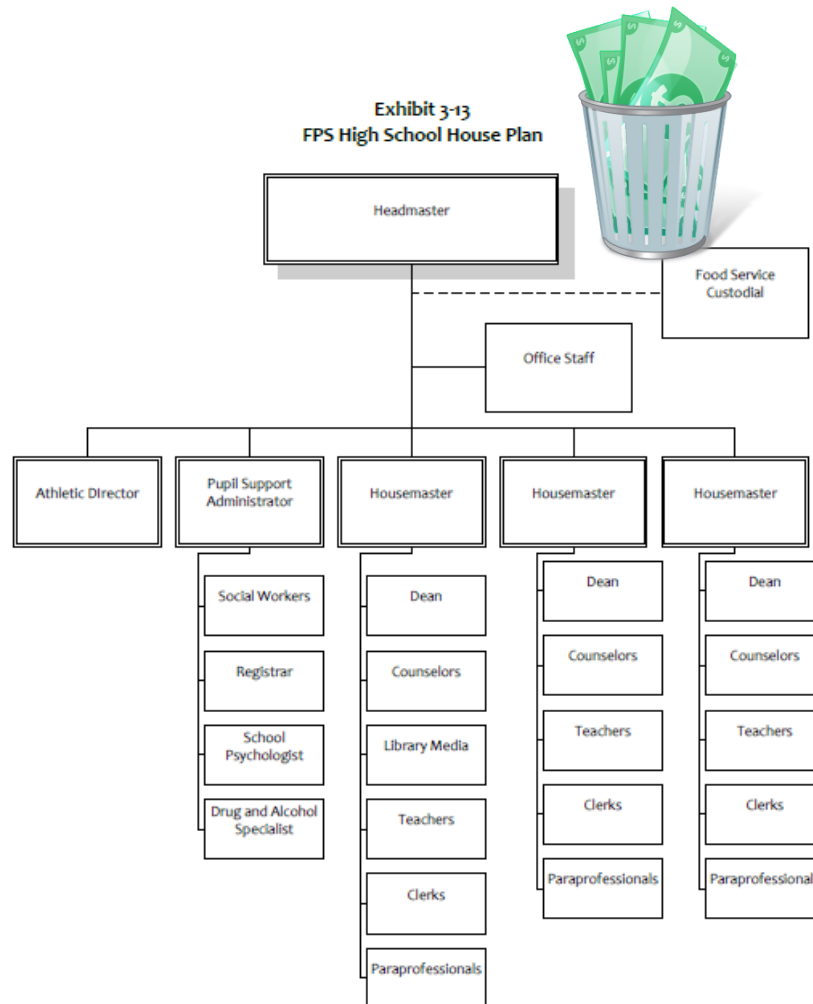 Exhibit 3-13
FPS High School House Plan
Headmaster
Food Service
Custodial
Office Staff
Athletic Director
Pupil Support
Administrator
Housemaster
Housemaster
Housemaster
Social Workers
Registrar
School
Psychologist
Drug and Alcohol
Specialist
Dean
Counselors
Library Media
Teachers
Clerks
Paraprofessionals
Dean
Counselors
Teachers
Clerks
Paraprofessionals
Dean
Counselors
Teachers
Clerks
Paraprofessional